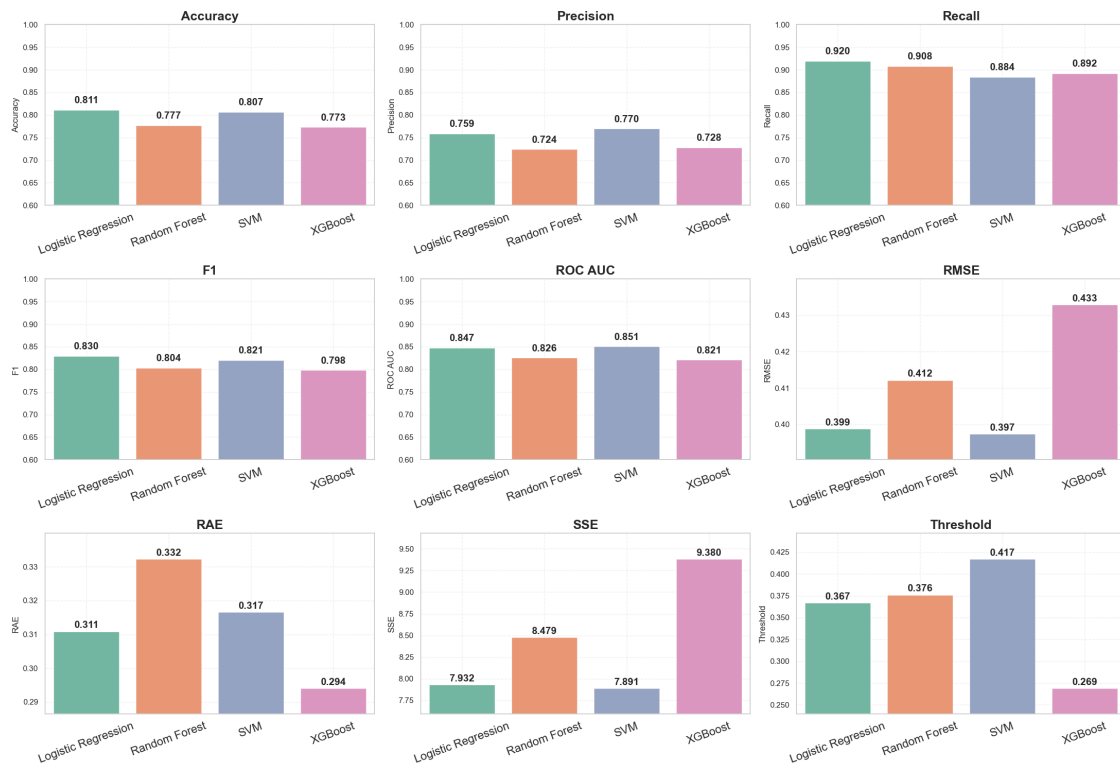 Accuracy
1.00
0.95
0.90
0.85
0.80
0.75
0.70
0.65
0.60
Accuracy
0.811
0.777
0.807
0.773
Logistic Regression
Random Forest
SVM
XGBoost
Precision
1.00
0.95
0.90
0.85
0.80
0.75
0.70
0.65
0.60
Precision
0.759
0.724
0.770
0.728
Logistic Regression
Random Forest
SVM
XGBoost
Recall
1.00
0.95
0.90
0.85
0.80
0.75
0.70
0.65
0.60
Recall
0.920
0.908
0.884
0.892
Logistic Regression
Random Forest
SVM
XGBoost
F1
1.00
0.95
0.90
0.85
0.80
0.75
0.70
0.65
0.60
F1
0.830
0.804
0.821
0.798
Logistic Regression
Random Forest
SVM
XGBoost
ROC AUC
1.00
0.95
0.90
0.85
0.80
0.75
0.70
0.65
0.60
ROC AUC
0.847
0.826
0.851
0.821
Logistic Regression
Random Forest
SVM
XGBoost
RMSE
0.43
0.42
0.41
0.40
RMSE
0.399
0.412
0.397
0.433
Logistic Regression
Random Forest
SVM
XGBoost
RAE
0.33
0.32
0.31
0.30
0.29
RAE
0.311
0.332
0.317
0.294
Logistic Regression
Random Forest
SVM
XGBoost
SSE
9.50
9.25
9.00
8.75
8.50
8.25
8.00
7.75
SSE
7.932
8.479
7.891
9.380
Logistic Regression
Random Forest
SVM
XGBoost
Threshold
0.425
0.400
0.375
0.350
0.325
0.300
0.275
0.250
Threshold
0.367
0.376
0.417
0.269
Logistic Regression
Random Forest
SVM
XGBoost